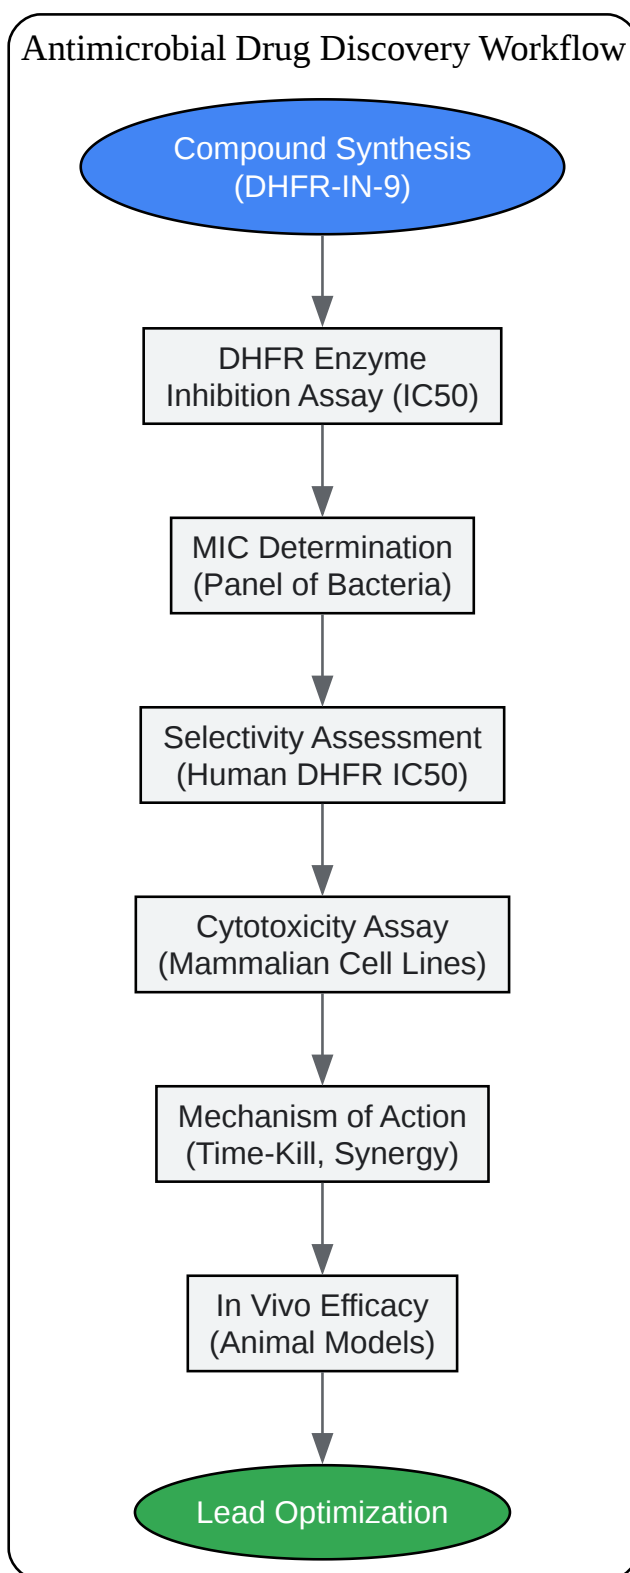 Antimicrobial Drug Discovery Workflow
Compound Synthesis
(DHFR-IN-9)
DHFR Enzyme
Inhibition Assay (IC50)
MIC Determination
(Panel of Bacteria)
Selectivity Assessment
(Human DHFR IC50)
Cytotoxicity Assay
(Mammalian Cell Lines)
Mechanism of Action
(Time-Kill, Synergy)
In Vivo Efficacy
(Animal Models)
Lead Optimization